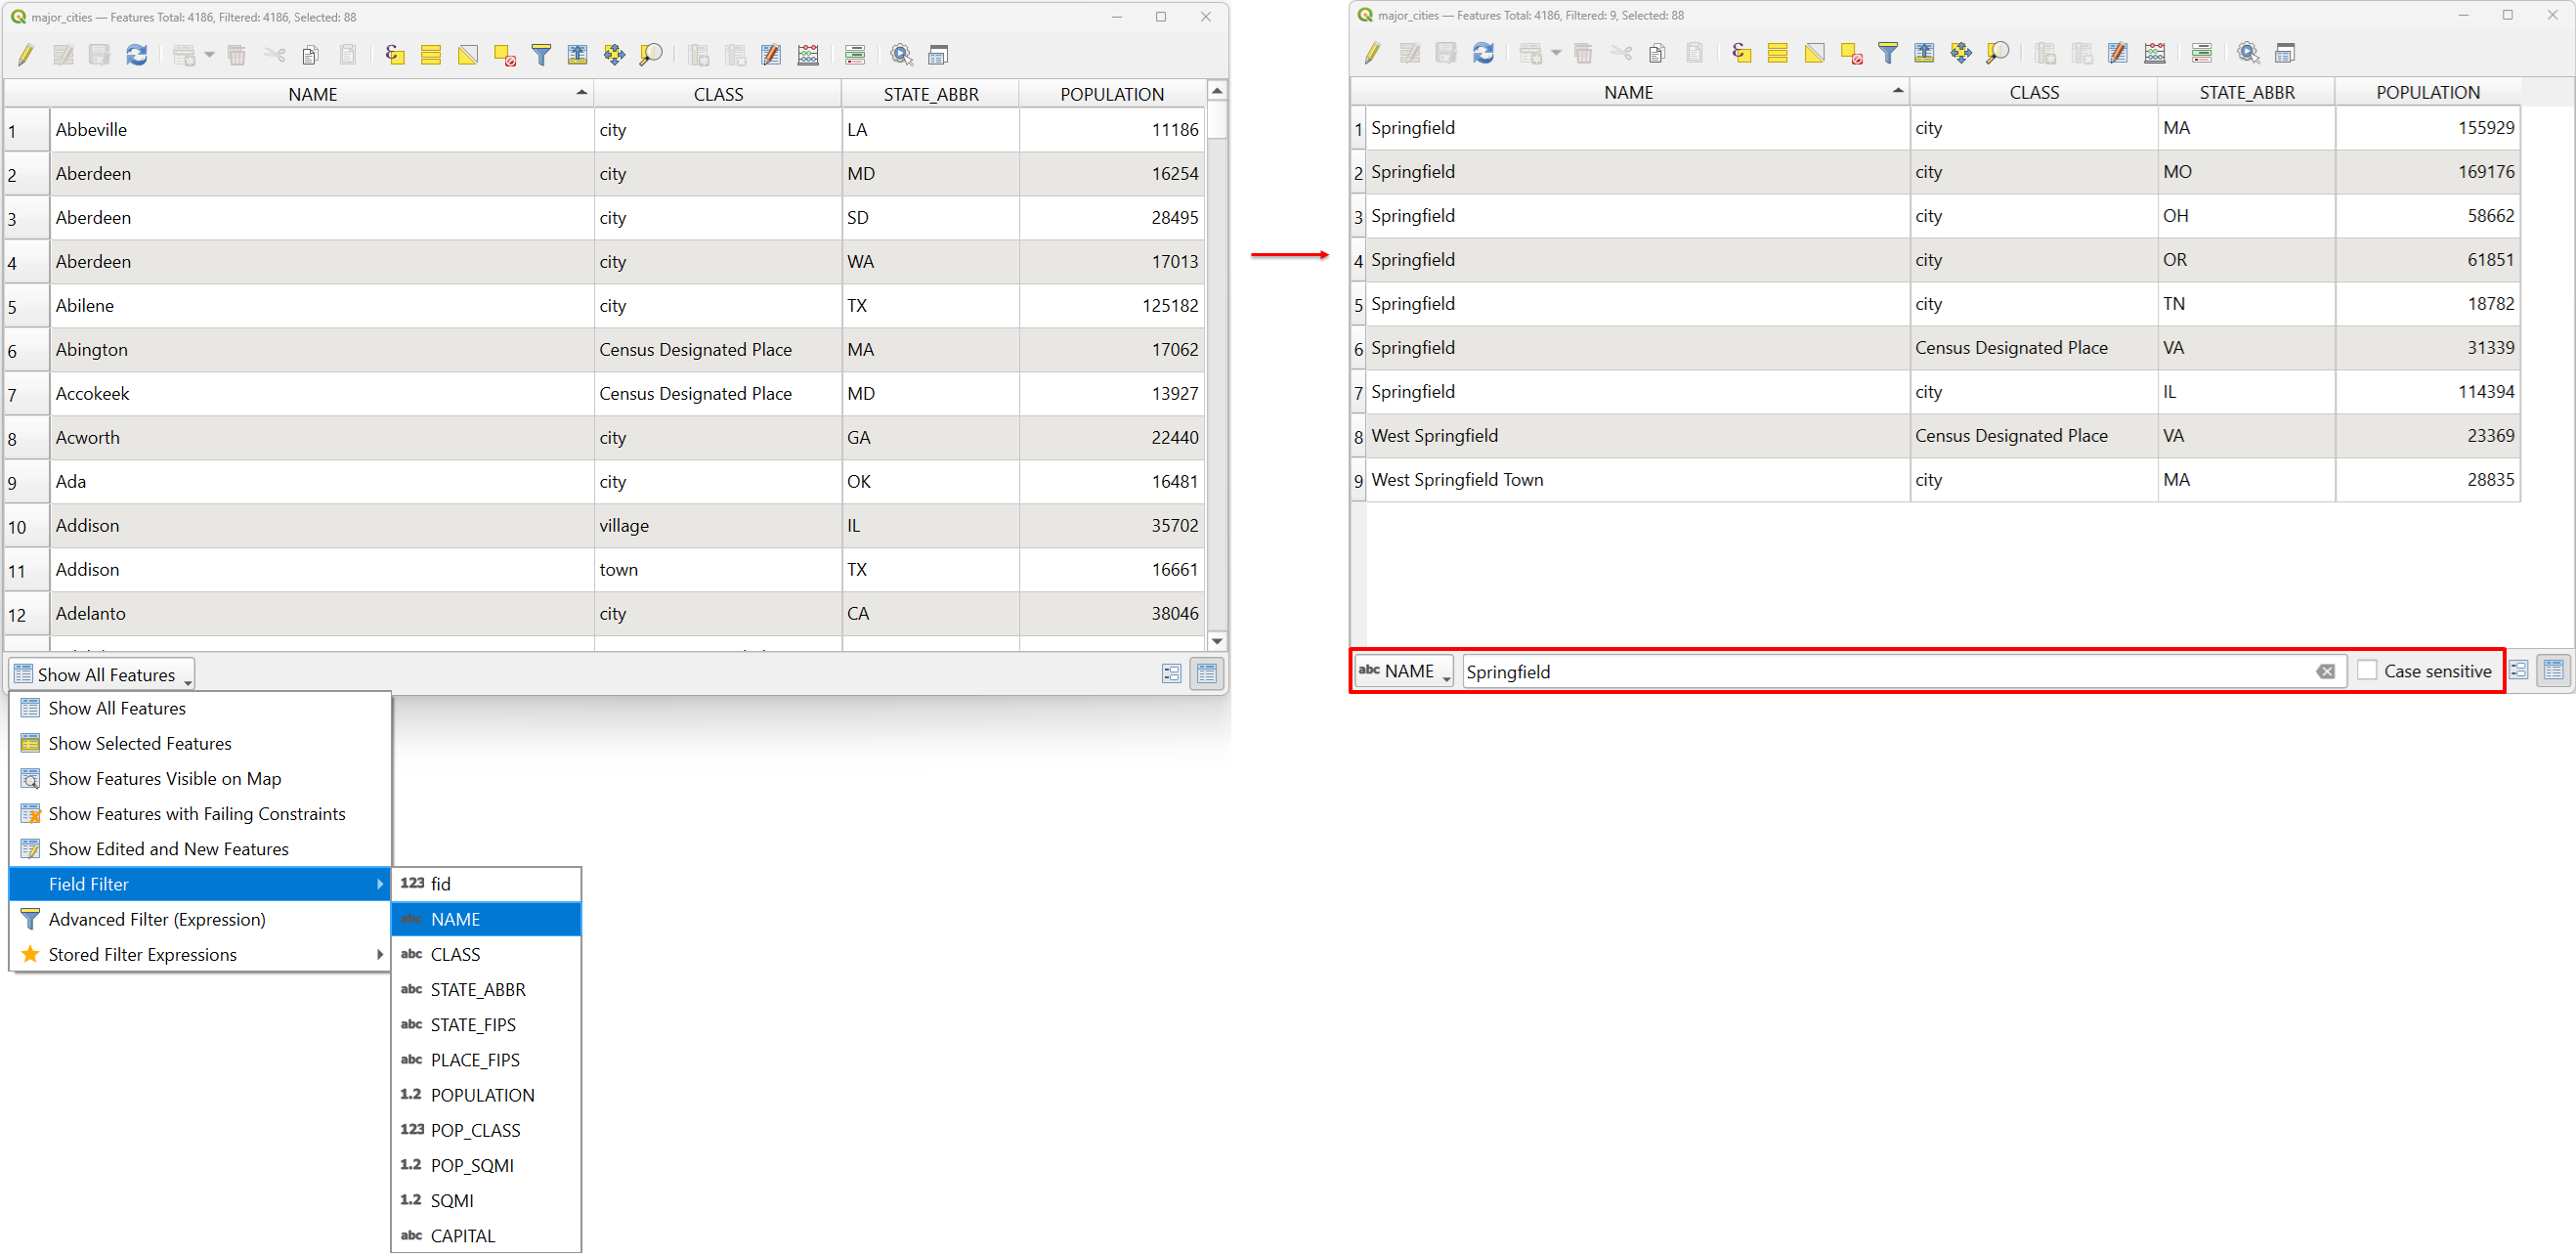 major_cities — Features Total: 4186, Filtered: 4186, Selected: 88
NAME CLASS STATE_ABBR POPULATION
1 Abbeville city LA 11186
2 Aberdeen city MD 16254
3 Aberdeen city SD 28495
4 Aberdeen city WA 17013
5 Abilene city TX 125182
6 Abington Census Designated Place MA 17062
7 Accokeek Census Designated Place MD 13927
8 Acworth city GA 22440
9 Ada city OK 16481
10 Addison village IL 35702
11 Addison town TX 16661
12 Adelanto city CA 38046
Show All Features
Show All Features
Show Selected Features
Show Features Visible on Map
Show Features with Failing Constraints
Show Edited and New Features
Field Filter
Advanced Filter (Expression)
Stored Filter Expressions
123 fid
abc NAME
abc CLASS
abc STATE_ABBR
abc STATE_FIPS
abc PLACE_FIPS
1.2 POPULATION
123 POP_CLASS
1.2 POP_SQMI
1.2 SQMI
abc CAPITAL
major_cities — Features Total: 4186, Filtered: 9, Selected: 88
NAME CLASS STATE_ABBR POPULATION
1 Springfield city MA 155929
2 Springfield city MO 169176
3 Springfield city OH 58662
4 Springfield city OR 61851
5 Springfield city TN 18782
6 Springfield Census Designated Place VA 31339
7 Springfield city IL 114394
8 West Springfield Census Designated Place VA 23369
9 West Springfield Town city MA 28835
abc NAME Springfield Case sensitive